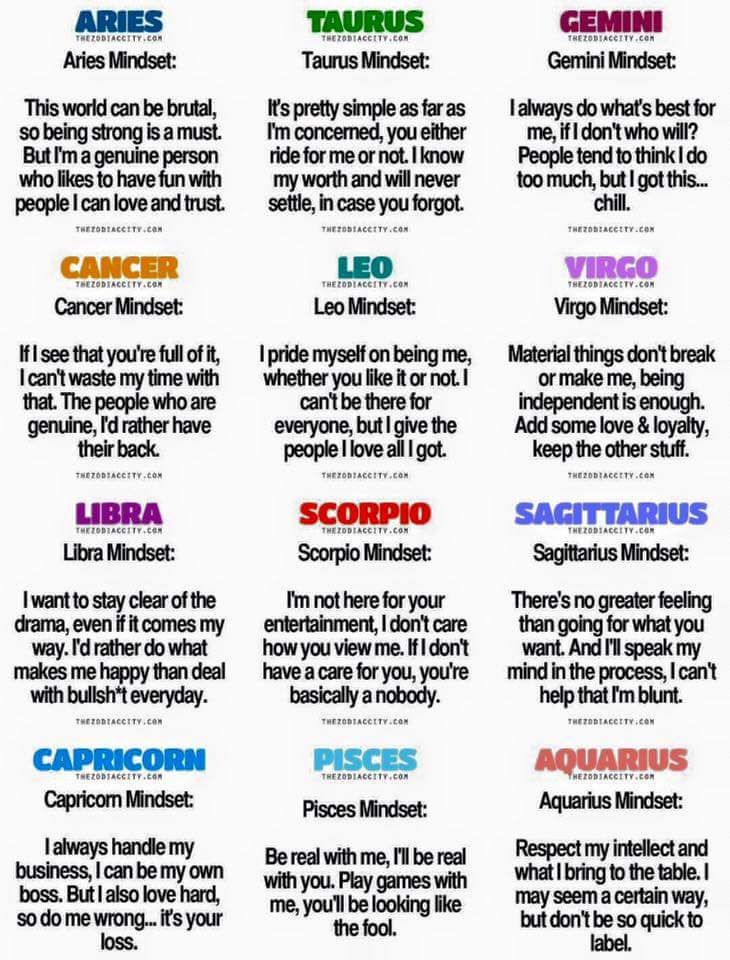 ARIES
THEZODIACCITY.COM
Aries Mindset:
This world can be brutal,
so being strong is a must.
But I'm a genuine person
who likes to have fun with
people I can love and trust.
THEZODIACCITY.COM
TAURUS
THEZODIACCITY.COM
Taurus Mindset:
It's pretty simple as far as
I'm concerned, you either
ride for me or not. I know
my worth and will never
settle, in case you forgot.
THEZODIACCITY.COM
GEMINI
THEZODIACCITY.COM
Gemini Mindset:
I always do what's best for
me, if I don't who will?
People tend to think I do
too much, but I got this...
chill.
THEZODIACCITY.COM
CANCER
THEZODIACCITY.COM
Cancer Mindset:
If I see that you're full of it,
I can't waste my time with
that. The people who are
genuine, I'd rather have
their back.
THEZODIACCITY.COM
LEO
THEZODIACCITY.COM
Leo Mindset:
I pride myself on being me,
whether you like it or not. I
can't be there for
everyone, but I give the
people I love all I got.
THEZODIACCITY.COM
VIRGO
THEZODIACCITY.COM
Virgo Mindset:
Material things don't break
or make me, being
independent is enough.
Add some love & loyalty,
keep the other stuff.
THEZODIACCITY.COM
LIBRA
THEZODIACCITY.COM
Libra Mindset:
I want to stay clear of the
drama, even if it comes my
way. I'd rather do what
makes me happy than deal
with bullsh*t everyday.
THEZODIACCITY.COM
SCORPIO
THEZODIACCITY.COM
Scorpio Mindset:
I'm not here for your
entertainment, I don't care
how you view me. If I don't
have a care for you, you're
basically a nobody.
THEZODIACCITY.COM
SAGITTARIUS
THEZODIACCITY.COM
Sagittarius Mindset:
There's no greater feeling
than going for what you
want. And I'll speak my
mind in the process, I can't
help that I'm blunt.
THEZODIACCITY.COM
CAPRICORN
THEZODIACCITY.COM
Capricorn Mindset:
I always handle my
business, I can be my own
boss. But I also love hard,
so do me wrong... it's your
loss.
PISCES
THEZODIACCITY.COM
Pisces Mindset:
Be real with me, I'll be real
with you. Play games with
me, you'll be looking like
the fool.
AQUARIUS
THEZODIACCITY.COM
Aquarius Mindset:
Respect my intellect and
what I bring to the table. I
may seem a certain way,
but don't be so quick to
label.